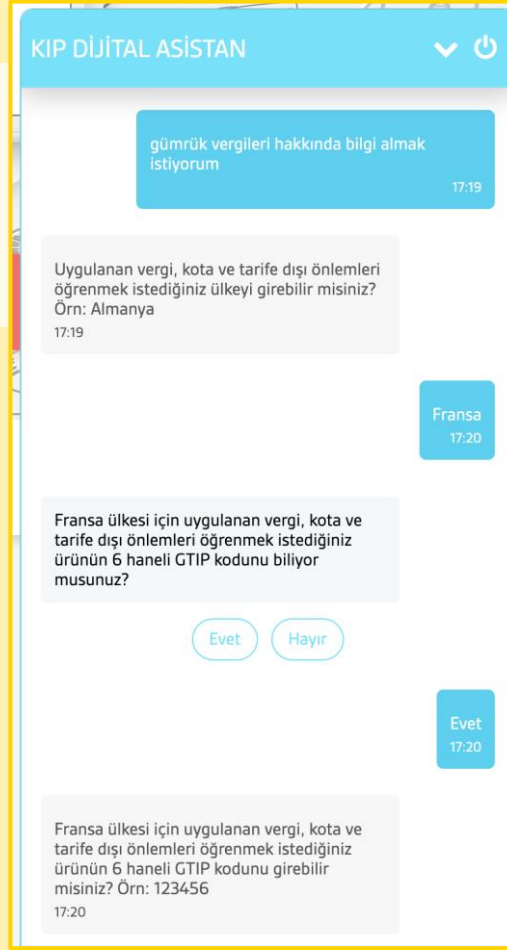 KIP DİJİTAL ASİSTAN
gümrük vergileri hakkında bilgi almak
istiyorum
17:19
Uygulanan vergi, kota ve tarife dışı önlemleri
öğrenmek istediğiniz ülkeyi girebilir misiniz?
Örn: Almanya
17:19
Fransa
17:20
Fransa ülkesi için uygulanan vergi, kota ve
tarife dışı önlemleri öğrenmek istediğiniz
ürünün 6 haneli GTIP kodunu biliyor
musunuz?
Evet
Hayır
Evet
17:20
Fransa ülkesi için uygulanan vergi, kota ve
tarife dışı önlemleri öğrenmek istediğiniz
ürünün 6 haneli GTIP kodunu girebilir
misiniz? Örn: 123456
17:20